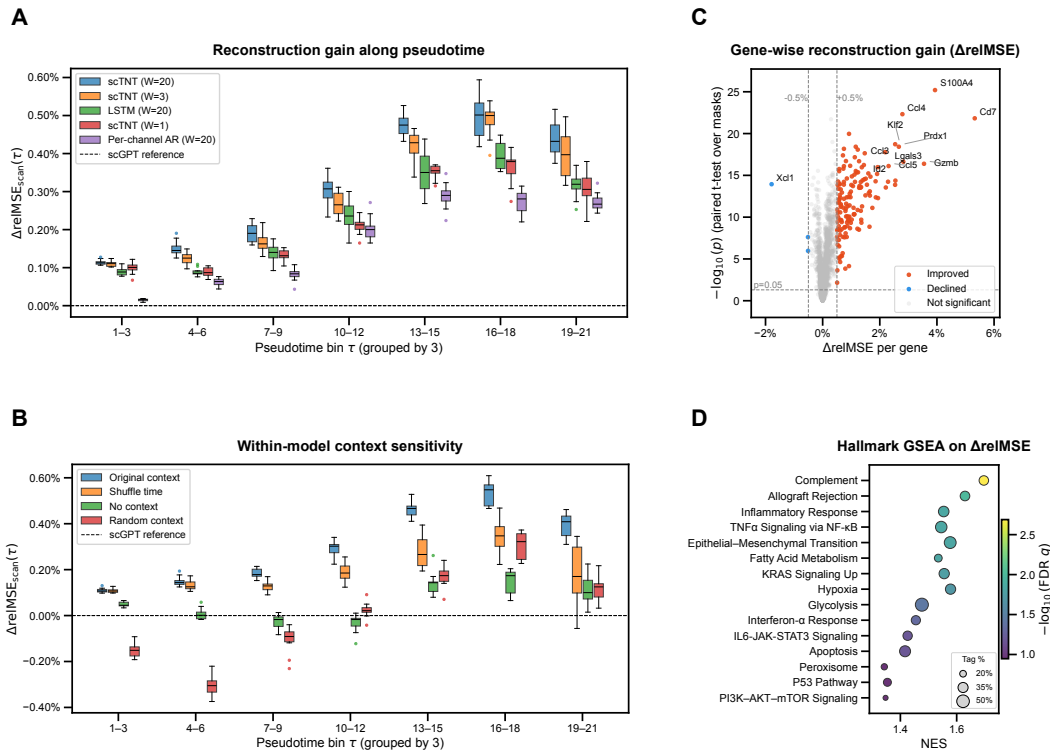 A
Reconstruction gain along pseudotime
ΔrelMSE_scan(τ)
0.60%
0.50%
0.40%
0.30%
0.20%
0.10%
0.00%
scTNT (W=20)
scTNT (W=3)
LSTM (W=20)
scTNT (W=1)
Per-channel AR (W=20)
scGPT reference
1–3
4–6
7–9
10–12
13–15
16–18
19–21
Pseudotime bin τ (grouped by 3)
B
Within-model context sensitivity
ΔrelMSE_scan(τ)
0.60%
0.40%
0.20%
0.00%
−0.20%
−0.40%
Original context
Shuffle time
No context
Random context
scGPT reference
1–3
4–6
7–9
10–12
13–15
16–18
19–21
Pseudotime bin τ (grouped by 3)
C
Gene-wise reconstruction gain (ΔrelMSE)
−log10(p) (paired t-test over masks)
25
20
15
10
5
0
-0.5%
+0.5%
S100A4
Ccl4
Cd7
Klf2
Prdx1
Ccl3
Lgals3
Id2
Ccl5
Gzmb
Xcl1
p=0.05
Improved
Declined
Not significant
−2%
0%
2%
4%
6%
ΔrelMSE per gene
D
Hallmark GSEA on ΔrelMSE
Complement
Allograft Rejection
Inflammatory Response
TNFα Signaling via NF-κB
Epithelial–Mesenchymal Transition
Fatty Acid Metabolism
KRAS Signaling Up
Hypoxia
Glycolysis
Interferon-α Response
IL6-JAK-STAT3 Signaling
Apoptosis
Peroxisome
P53 Pathway
PI3K–AKT–mTOR Signaling
Tag %
20%
35%
50%
1.4
1.6
NES
2.5
2.0
1.5
1.0
−log10(FDR q)